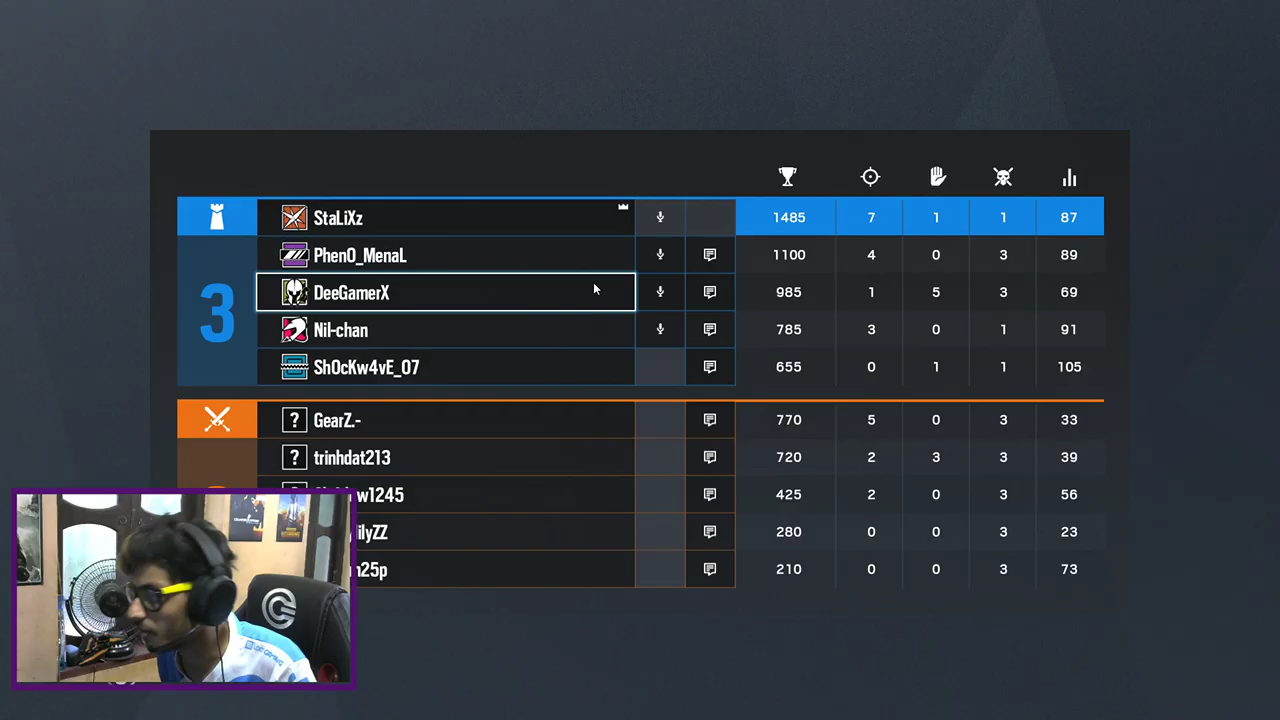 StaLiXz 1485 7 1 1 87
3
PhenO_MenaL 1100 4 0 3 89
DeeGamerX 985 1 5 3 69
Nil-chan 785 3 0 1 91
ShOcKw4vE_07 655 0 1 1 105
? GearZ.- 770 5 0 3 33
? trinhdat213 720 2 3 3 39
425 2 0 3 56
280 0 0 3 23
210 0 0 3 73